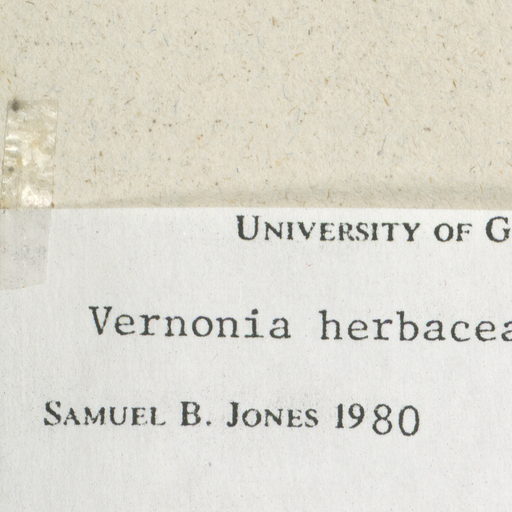 UNIVERSITY OF G
Vernonia herbacea
SAMUEL B. JONES 1980